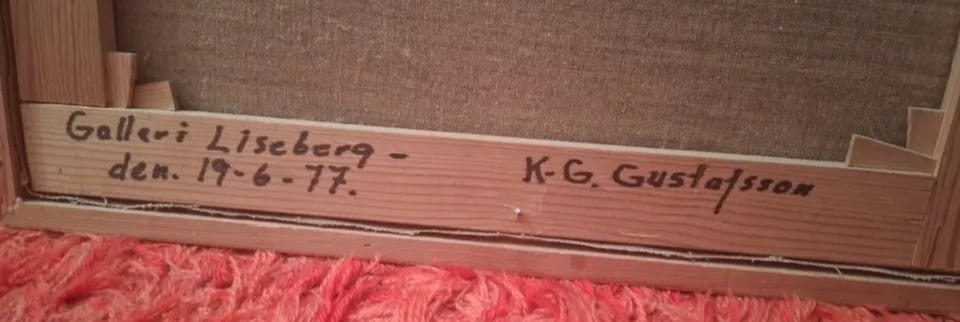 Galleri Liseberg -
den. 19-6-77.
K-G. Gustafsson